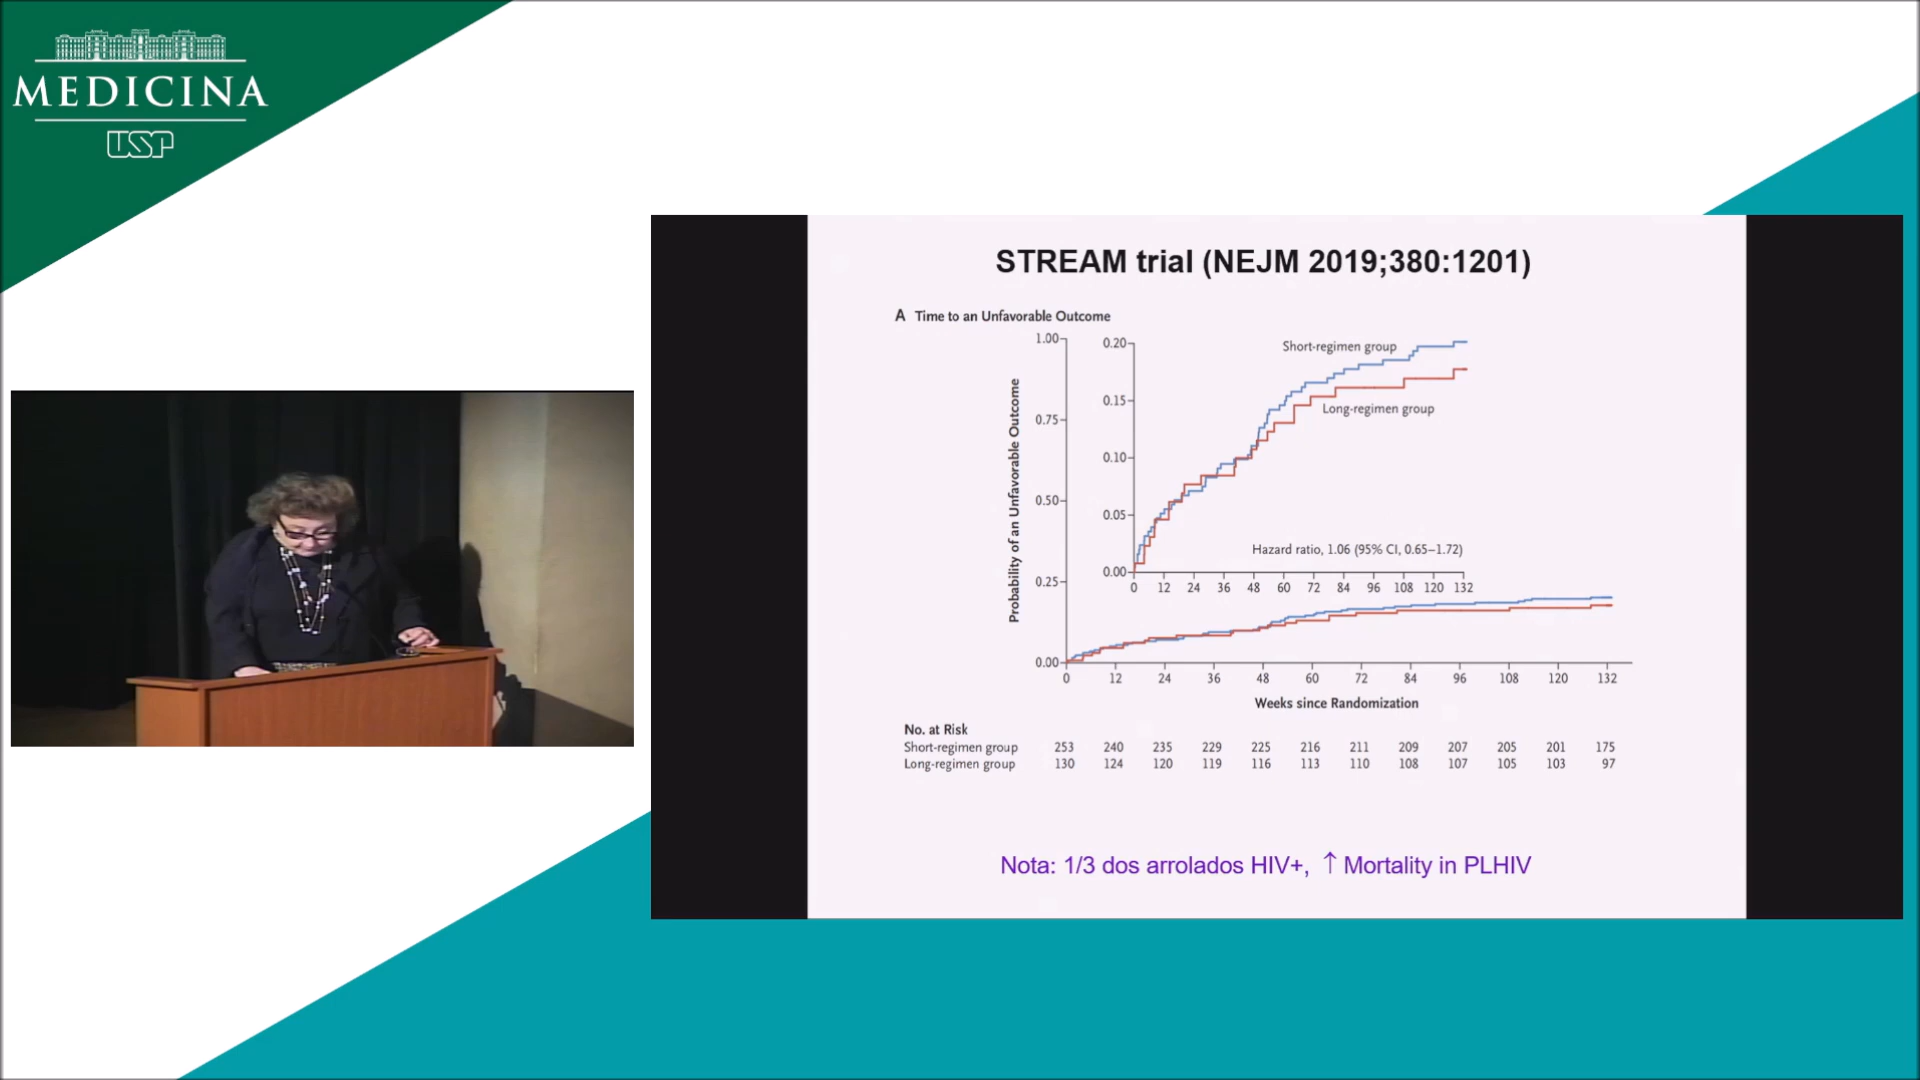 MEDICINA
USP
STREAM trial (NEJM 2019;380:1201)
A Time to an Unfavorable Outcome
Probability of an Unfavorable Outcome
1.00
0.75
0.50
0.25
0.00
0.20
0.15
0.10
0.05
0.00
Short-regimen group
Long-regimen group
Hazard ratio, 1.06 (95% CI, 0.65–1.72)
0 12 24 36 48 60 72 84 96 108 120 132
0 12 24 36 48 60 72 84 96 108 120 132
Weeks since Randomization
No. at Risk
Short-regimen group 253 240 235 229 225 216 211 209 207 205 201 175
Long-regimen group 130 124 120 119 116 113 110 108 107 105 103 97
Nota: 1/3 dos arrolados HIV+, ↑ Mortality in PLHIV